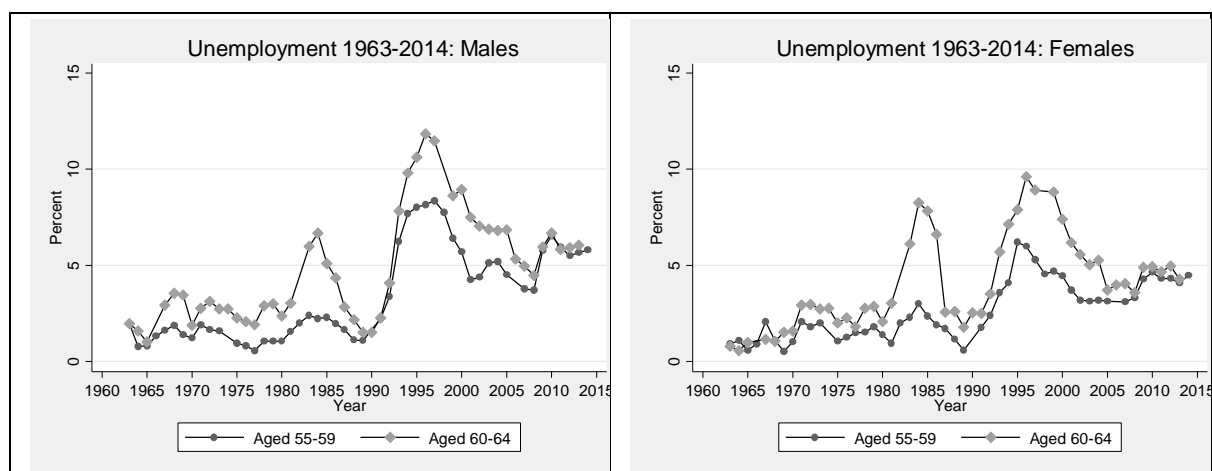 Unemployment 1963-2014: Males
15
10
5
0
Percent
1960 1965 1970 1975 1980 1985 1990 1995 2000 2005 2010 2015
Year
Aged 55-59 Aged 60-64
Unemployment 1963-2014: Females
15
10
5
0
Percent
1960 1965 1970 1975 1980 1985 1990 1995 2000 2005 2010 2015
Year
Aged 55-59 Aged 60-64